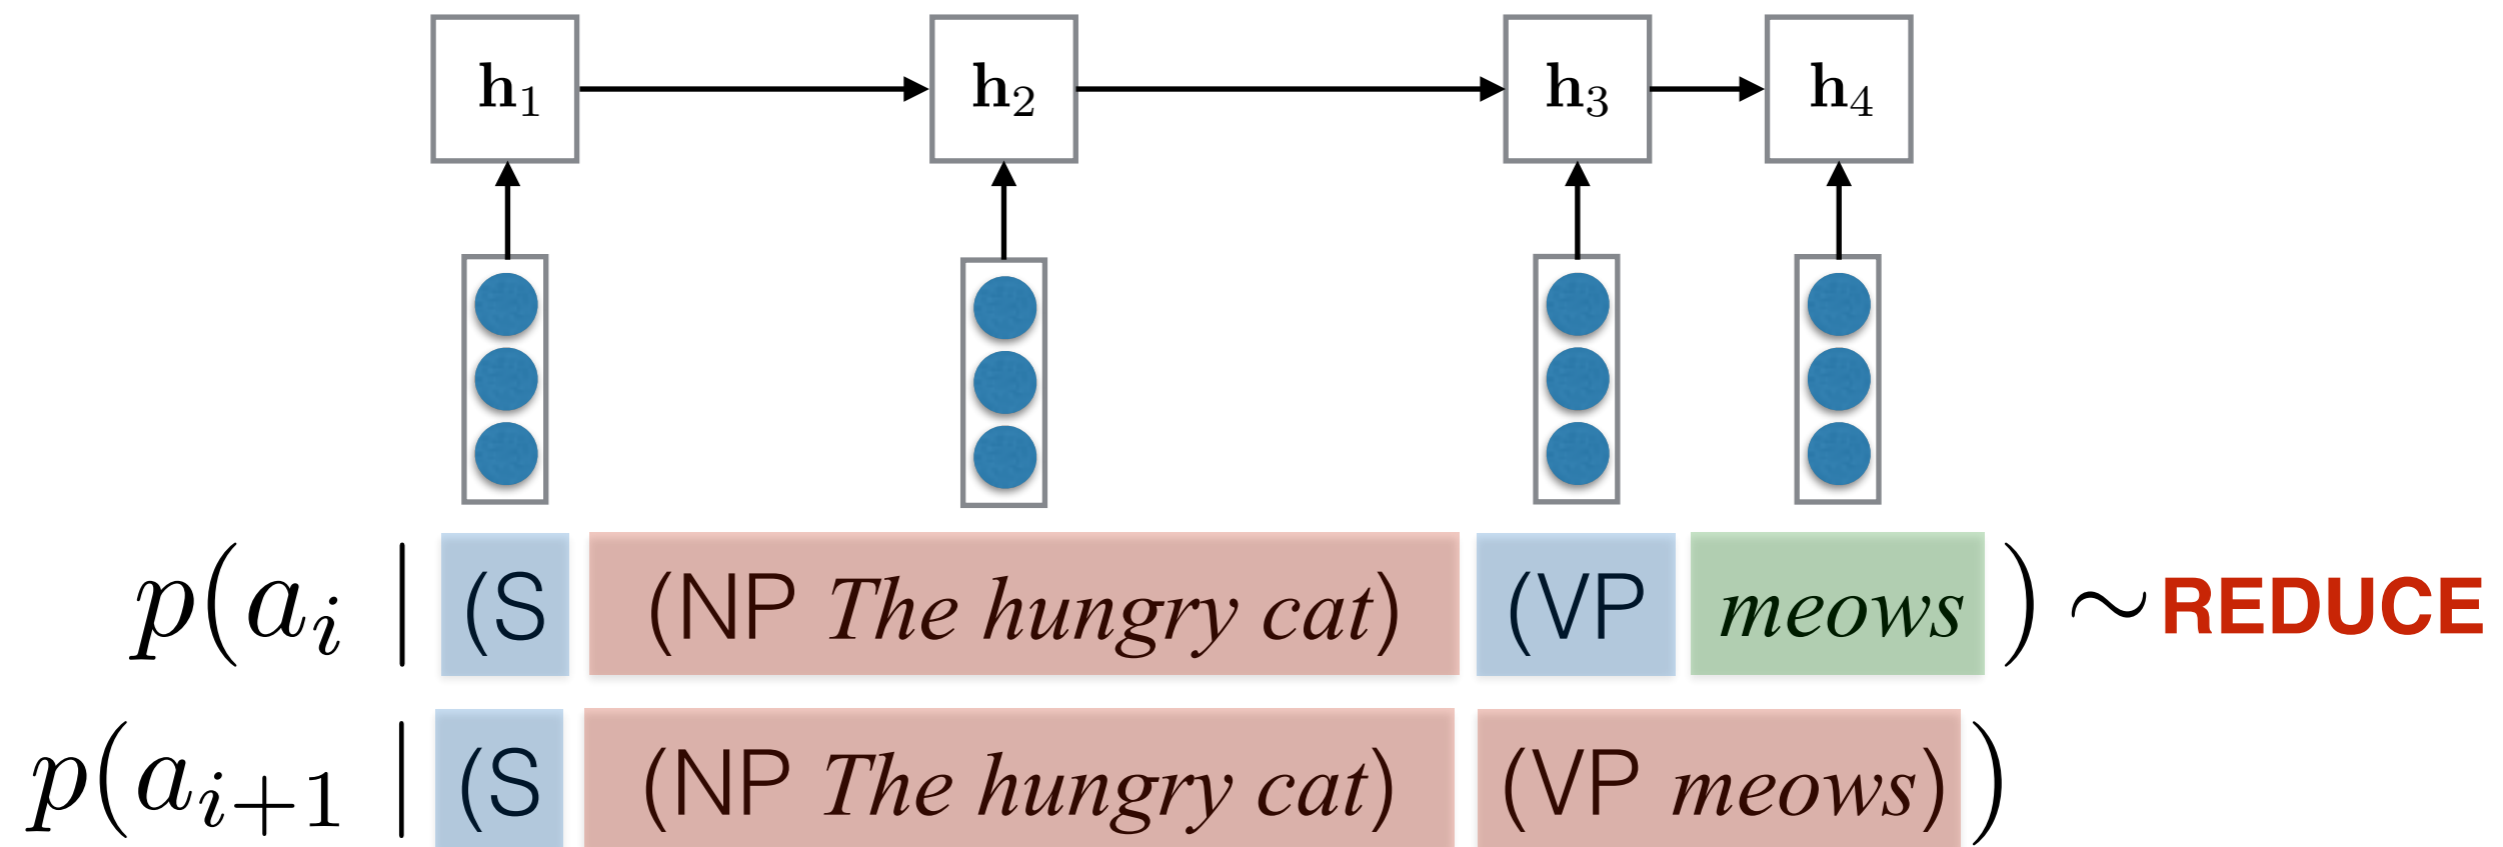 h₁ h₂ h₃ h₄
p(aᵢ | (S (NP The hungry cat) (VP meows) ~REDUCE
p(aᵢ₊₁ | (S (NP The hungry cat) (VP meows))